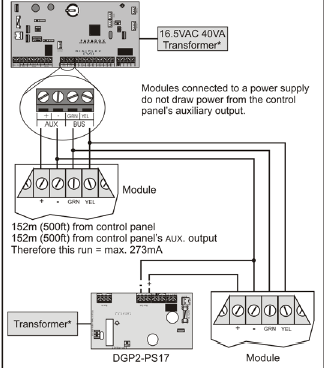 16.5VAC 40VA
Transformer*
Modules connected to a power supply
do not draw power from the control
panel's auxiliary output.
+ - GRN YEL
AUX BUS
Module
+ - GRN YEL
152m (500ft) from control panel
152m (500ft) from control panel's AUX. output
Therefore this run = max. 273mA
- +
Transformer*
+ - GRN YEL
DGP2-PS17
Module